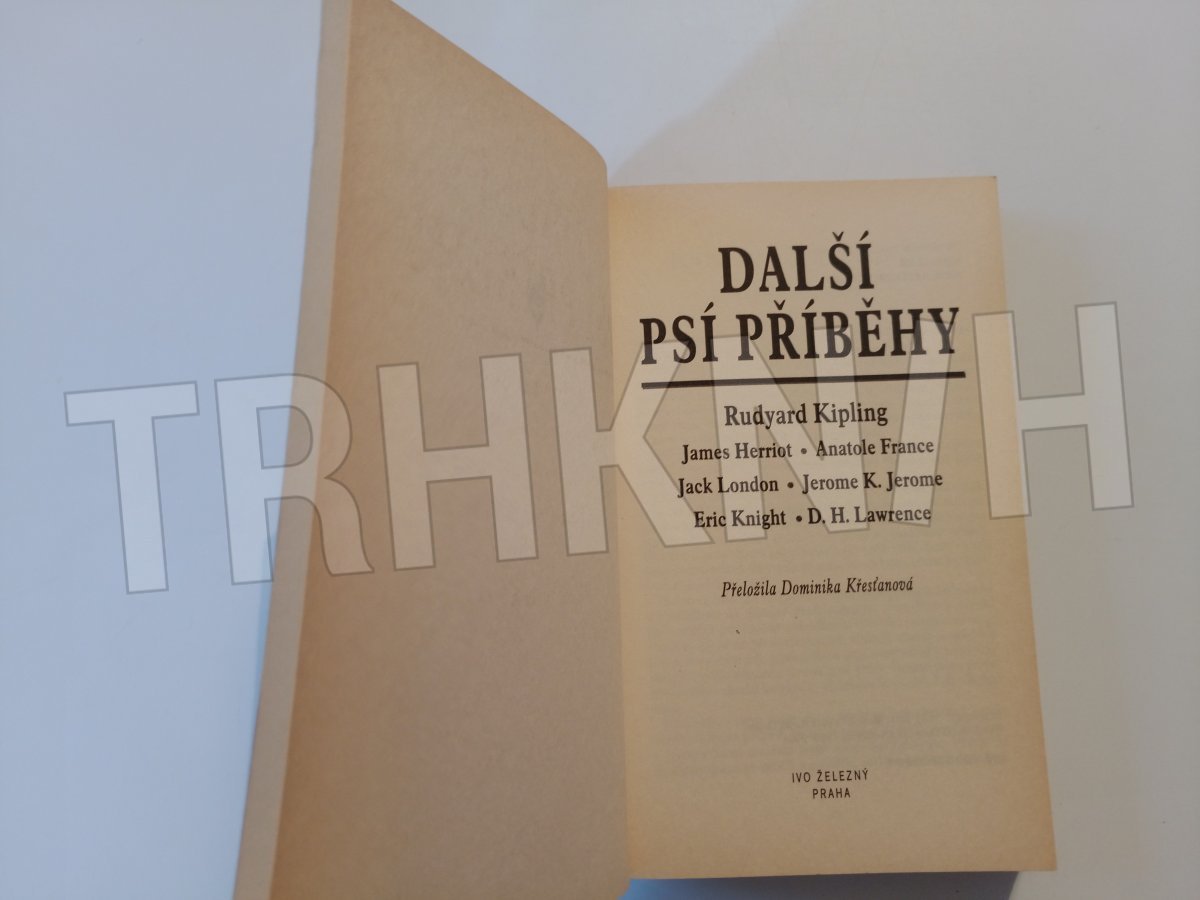 DALŠÍ
PSÍ PŘÍBĚHY
Rudyard Kipling
James Herriot • Anatole France
Jack London • Jerome K. Jerome
Eric Knight • D. H. Lawrence
Přeložila Dominika Křesťanová
IVO ŽELEZNÝ
PRAHA
TRHKNIH